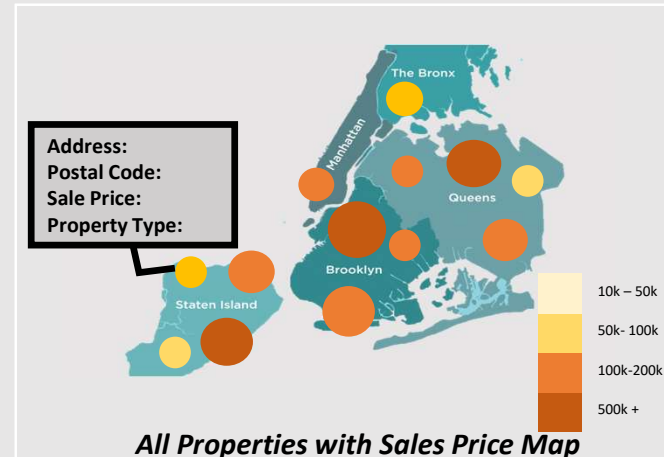 The Bronx
Manhattan
Address:
Postal Code:
Sale Price:
Property Type:
Queens
Brooklyn
Staten Island
10k – 50k
50k- 100k
100k-200k
500k +
All Properties with Sales Price Map